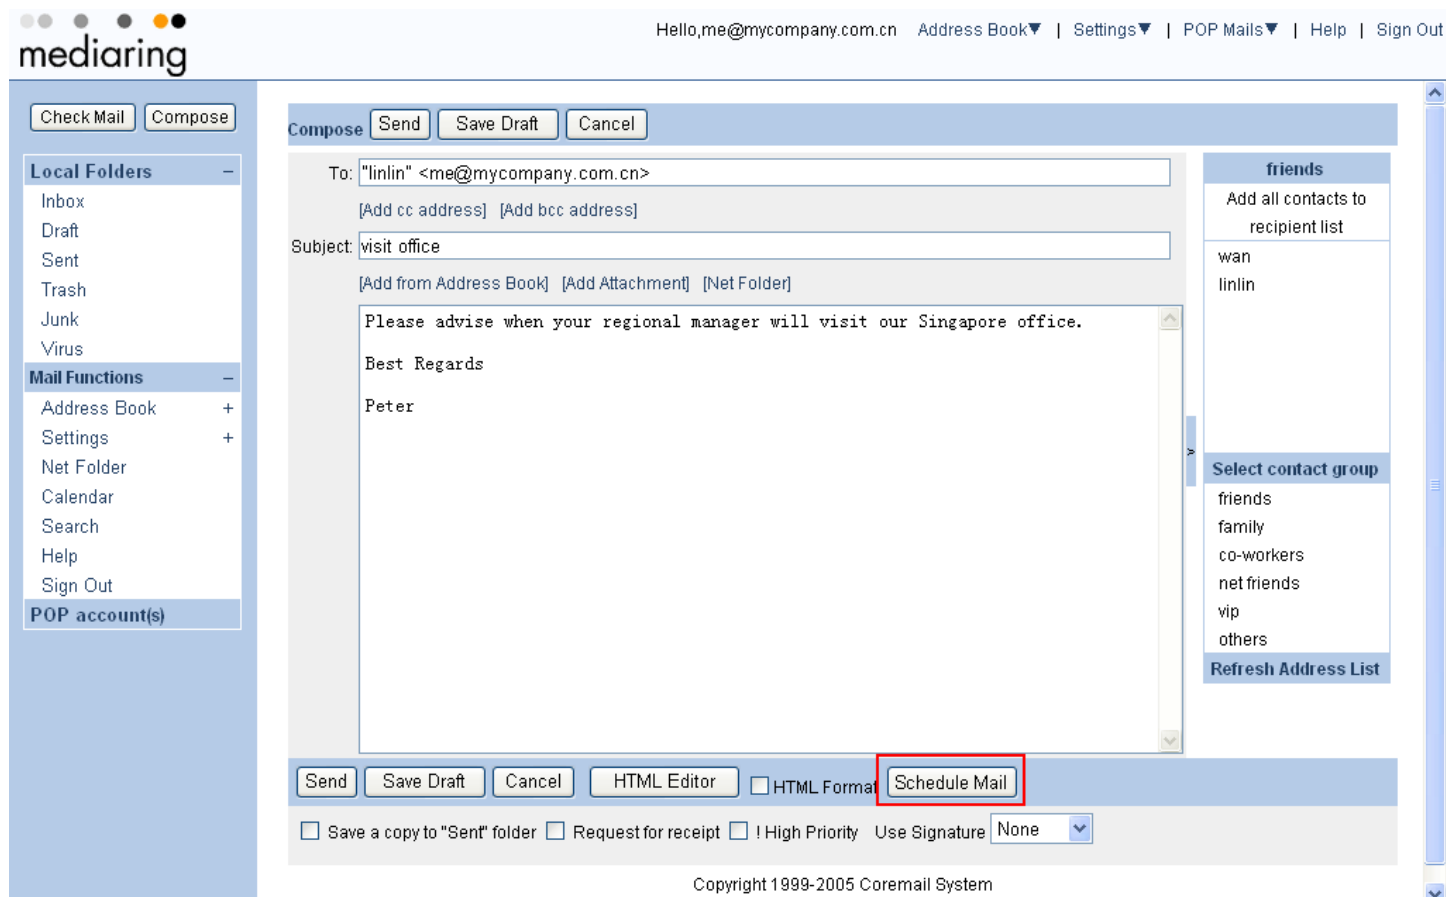 mediaring
Hello,me@mycompany.com.cn Address Book▼ | Settings▼ | POP Mails▼ | Help | Sign Out
Check Mail Compose
Local Folders –
Inbox
Draft
Sent
Trash
Junk
Virus
Mail Functions –
Address Book +
Settings +
Net Folder
Calendar
Search
Help
Sign Out
POP account(s)
Compose Send Save Draft Cancel
To: "linlin" <me@mycompany.com.cn>
[Add cc address] [Add bcc address]
Subject: visit office
[Add from Address Book] [Add Attachment] [Net Folder]
Please advise when your regional manager will visit our Singapore office.
Best Regards
Peter
friends
Add all contacts to
recipient list
wan
linlin
Select contact group
friends
family
co-workers
net friends
vip
others
Refresh Address List
Send Save Draft Cancel HTML Editor HTML Format Schedule Mail
Save a copy to "Sent" folder Request for receipt ! High Priority Use Signature None
Copyright 1999-2005 Coremail System